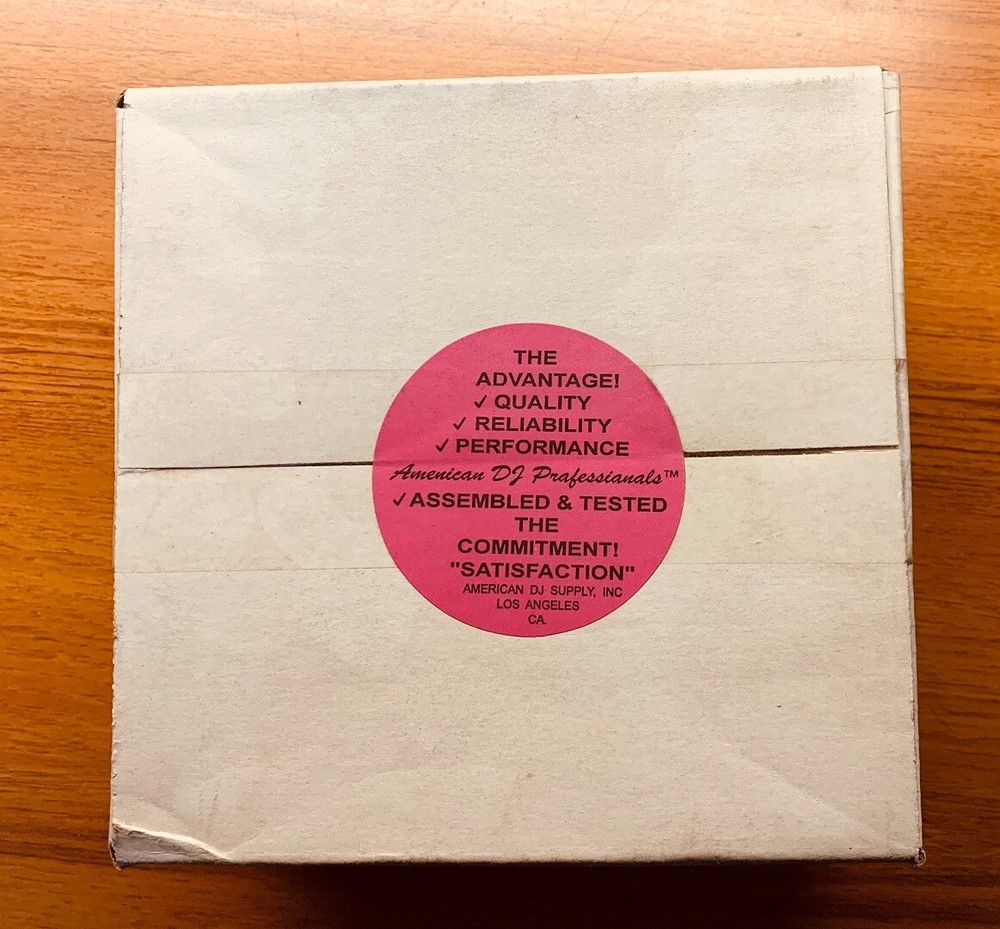 THE
ADVANTAGE!
✓ QUALITY
✓ RELIABILITY
✓ PERFORMANCE
American DJ Professionals™
✓ ASSEMBLED & TESTED
THE
COMMITMENT!
"SATISFACTION"
AMERICAN DJ SUPPLY, INC
LOS ANGELES
CA.